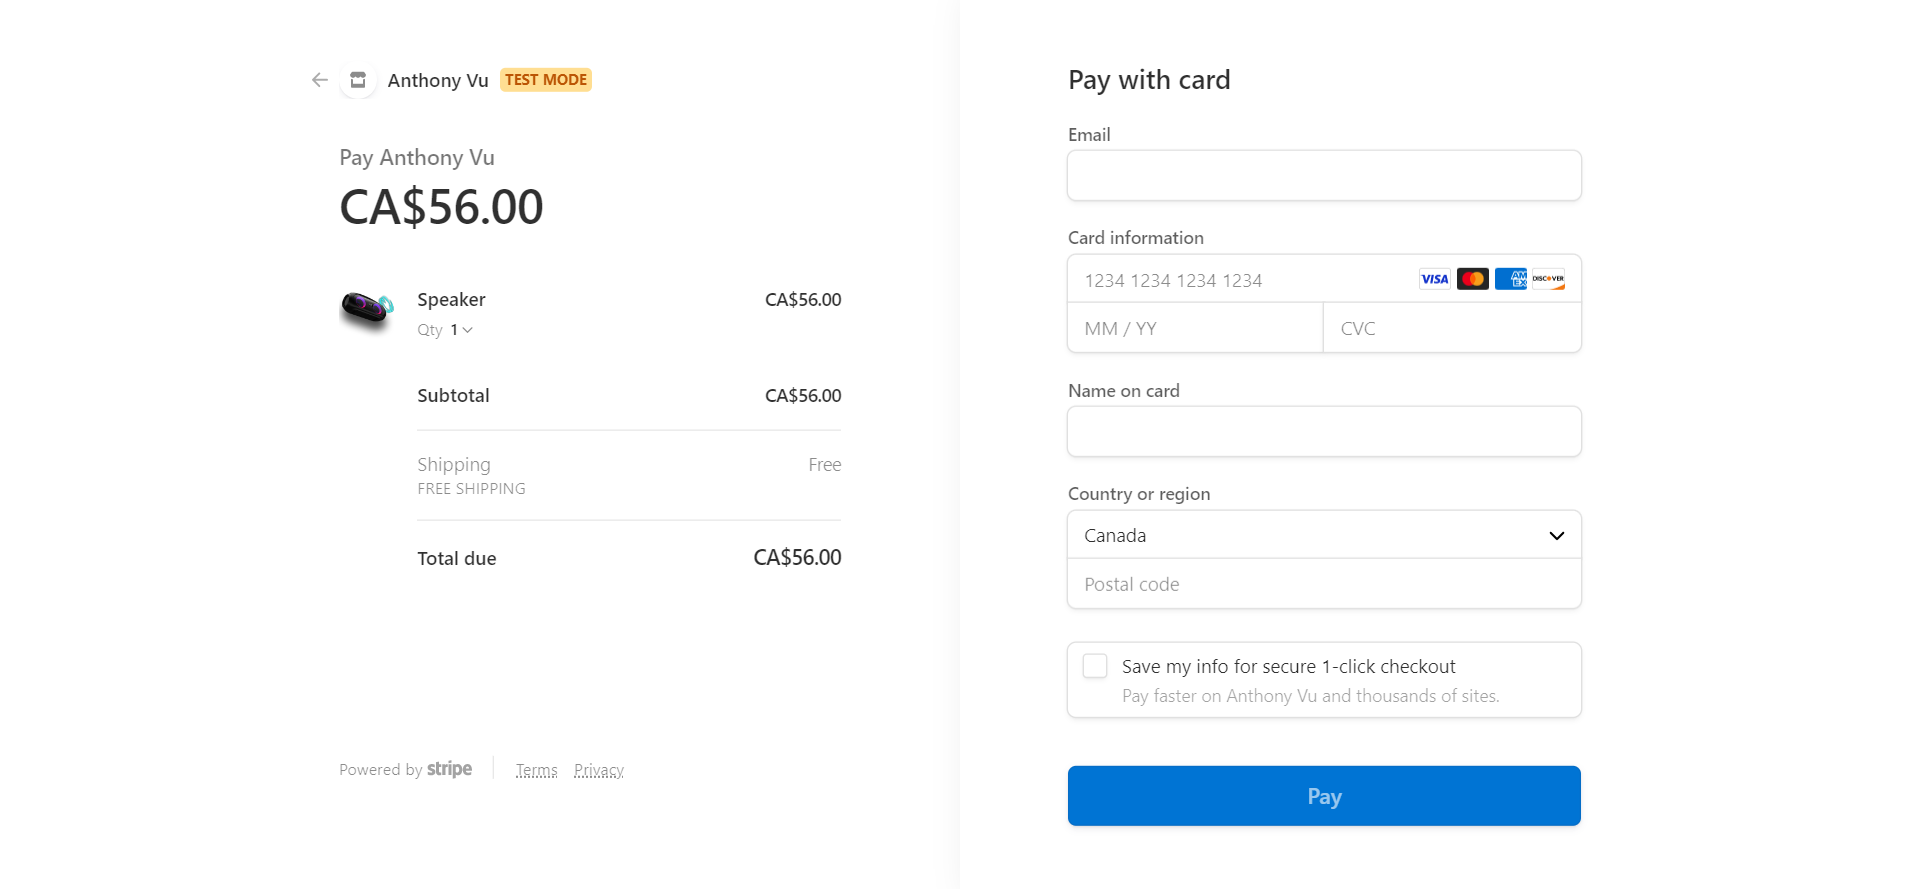 Anthony Vu TEST MODE
Pay Anthony Vu
CA$56.00
Speaker CA$56.00
Qty 1
Subtotal CA$56.00
Shipping Free
FREE SHIPPING
Total due CA$56.00
Powered by stripe Terms Privacy
Pay with card
Email
Card information
1234 1234 1234 1234 VISA AMEX DISCOVER
MM / YY CVC
Name on card
Country or region
Canada
Postal code
Save my info for secure 1-click checkout
Pay faster on Anthony Vu and thousands of sites.
Pay